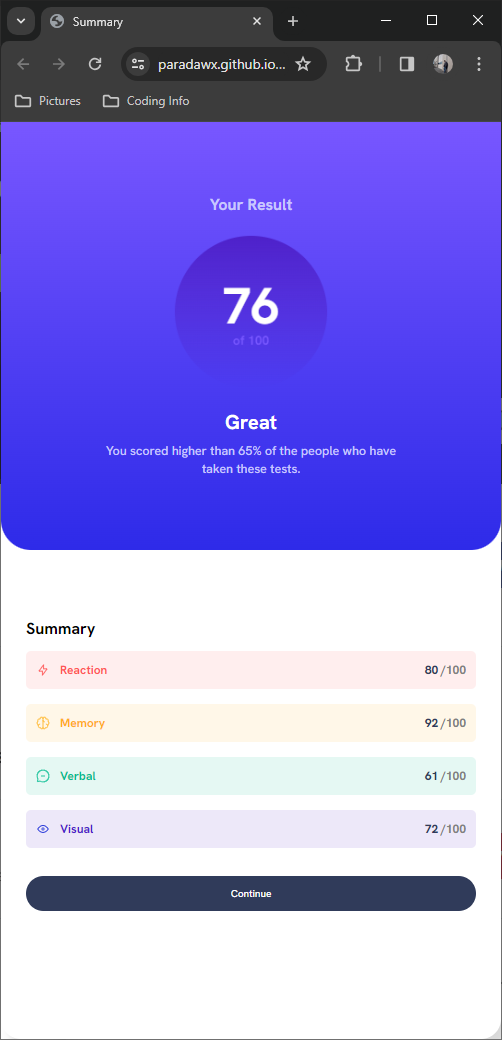 Summary
paradawx.github.io...
Pictures
Coding Info
Your Result
76
of 100
Great
You scored higher than 65% of the people who have
taken these tests.
Summary
Reaction 80/100
Memory 92/100
Verbal 61/100
Visual 72/100
Continue